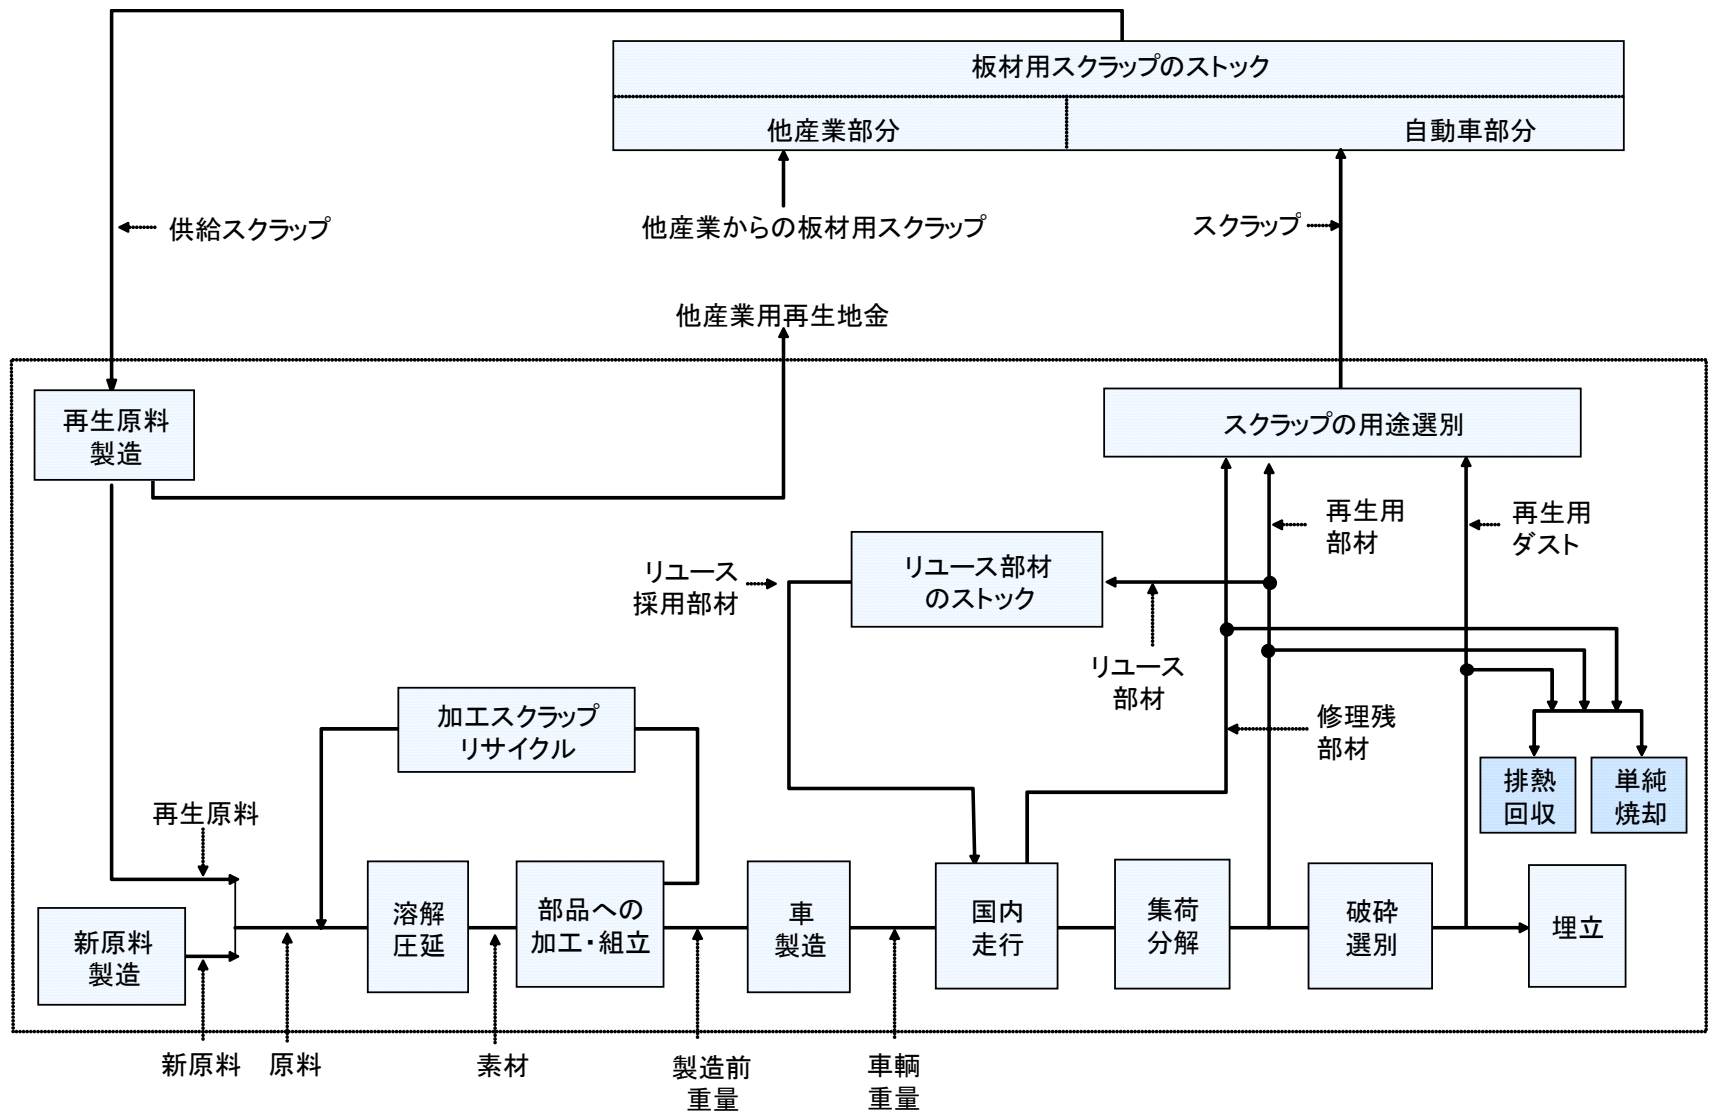 板材用スクラップのストック
他産業部分
自動車部分
供給スクラップ
他産業からの板材用スクラップ
スクラップ
他産業用再生地金
再生原料
製造
スクラップの用途選別
再生用
部材
再生用
ダスト
リユース
採用部材
リユース部材
のストック
リユース
部材
加工スクラップ
リサイクル
修理残
部材
排熱
回収
単純
焼却
再生原料
新原料
製造
溶解
圧延
部品への
加工・組立
車
製造
国内
走行
集荷
分解
破砕
選別
埋立
新原料
原料
素材
製造前
重量
車輌
重量